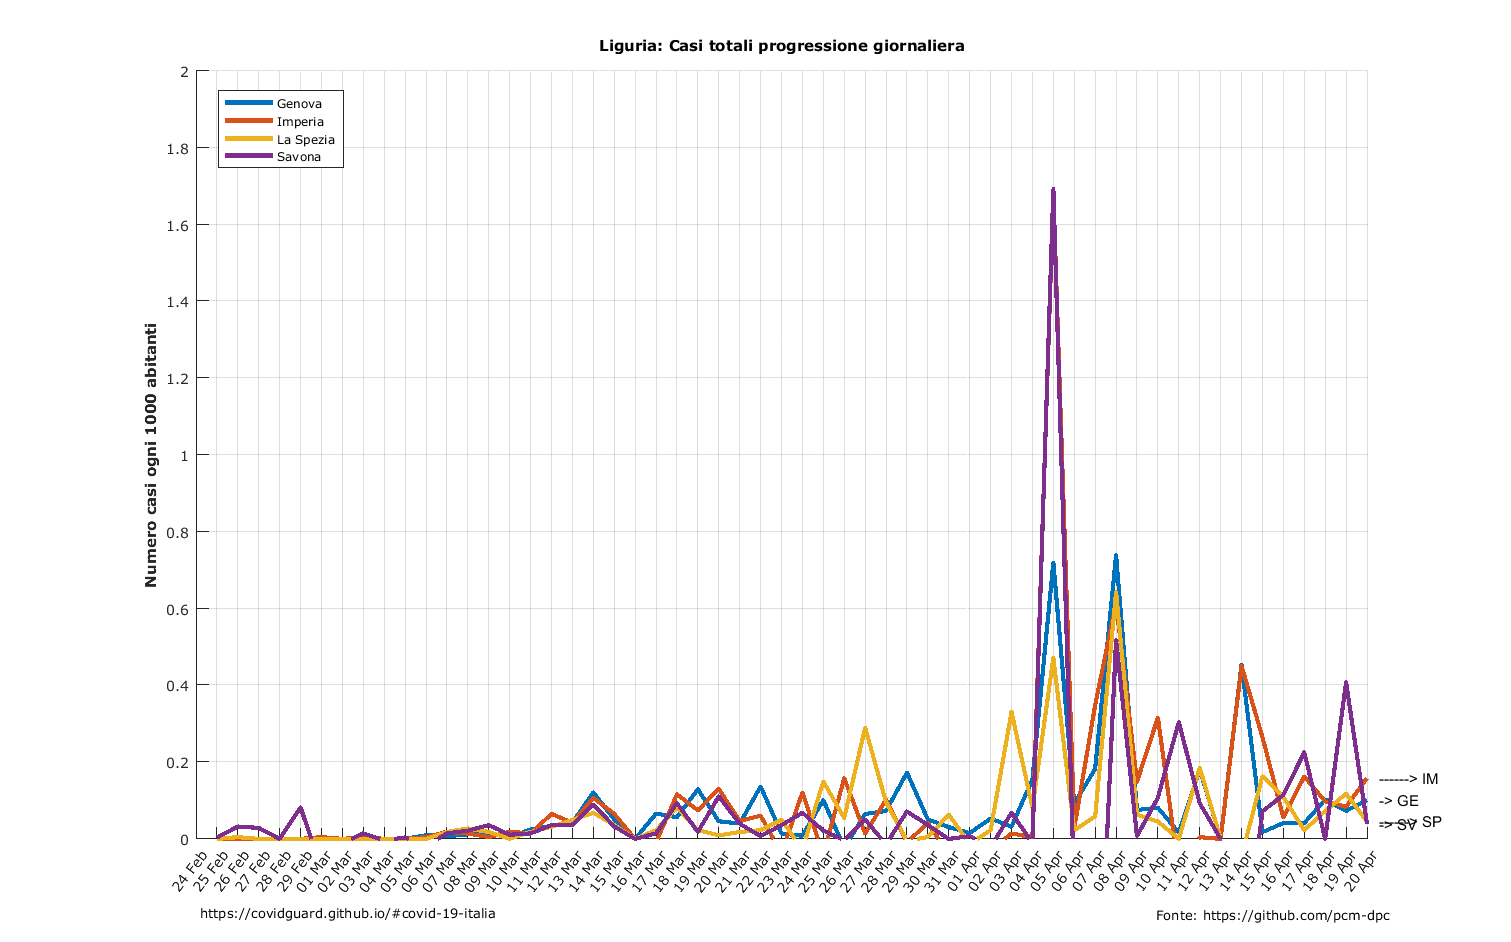 Liguria: Casi totali progressione giornaliera
Numero casi ogni 1000 abitanti
2
1.8
1.6
1.4
1.2
1
0.8
0.6
0.4
0.2
0
Genova
Imperia
La Spezia
Savona
------> IM
-> GE
----> SP
-> SV
24 Feb
25 Feb
26 Feb
27 Feb
28 Feb
29 Feb
01 Mar
02 Mar
03 Mar
04 Mar
05 Mar
06 Mar
07 Mar
08 Mar
09 Mar
10 Mar
11 Mar
12 Mar
13 Mar
14 Mar
15 Mar
16 Mar
17 Mar
18 Mar
19 Mar
20 Mar
21 Mar
22 Mar
23 Mar
24 Mar
25 Mar
26 Mar
27 Mar
28 Mar
29 Mar
30 Mar
31 Mar
01 Apr
02 Apr
03 Apr
04 Apr
05 Apr
06 Apr
07 Apr
08 Apr
09 Apr
10 Apr
11 Apr
12 Apr
13 Apr
14 Apr
15 Apr
16 Apr
17 Apr
18 Apr
19 Apr
20 Apr
https://covidguard.github.io/#covid-19-italia
Fonte: https://github.com/pcm-dpc